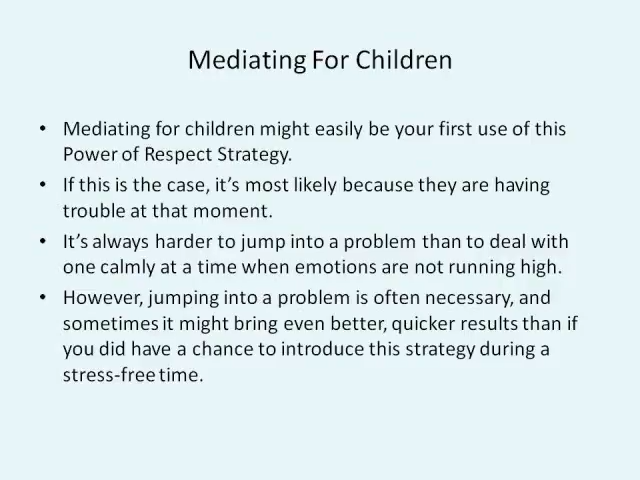 Mediating For Children
• Mediating for children might easily be your first use of this
Power of Respect Strategy.
• If this is the case, it’s most likely because they are having
trouble at that moment.
• It’s always harder to jump into a problem than to deal with
one calmly at a time when emotions are not running high.
• However, jumping into a problem is often necessary, and
sometimes it might bring even better, quicker results than if
you did have a chance to introduce this strategy during a
stress-free time.